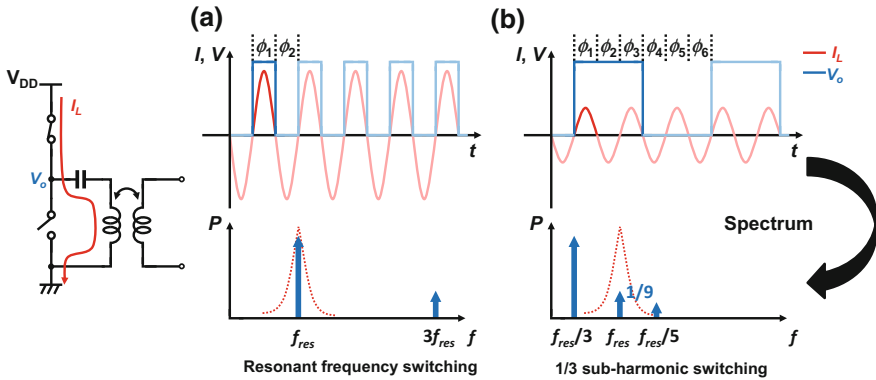 (a)
(b)
V_DD
I_L
V_o
I, V
ϕ₁ ϕ₂
t
P
f_res
3f_res
f
Resonant frequency switching
I, V
ϕ₁ ϕ₂ ϕ₃ ϕ₄ ϕ₅ ϕ₆
I_L
V_o
t
Spectrum
P
1/9
f_res/3
f_res
f_res/5
f
1/3 sub-harmonic switching